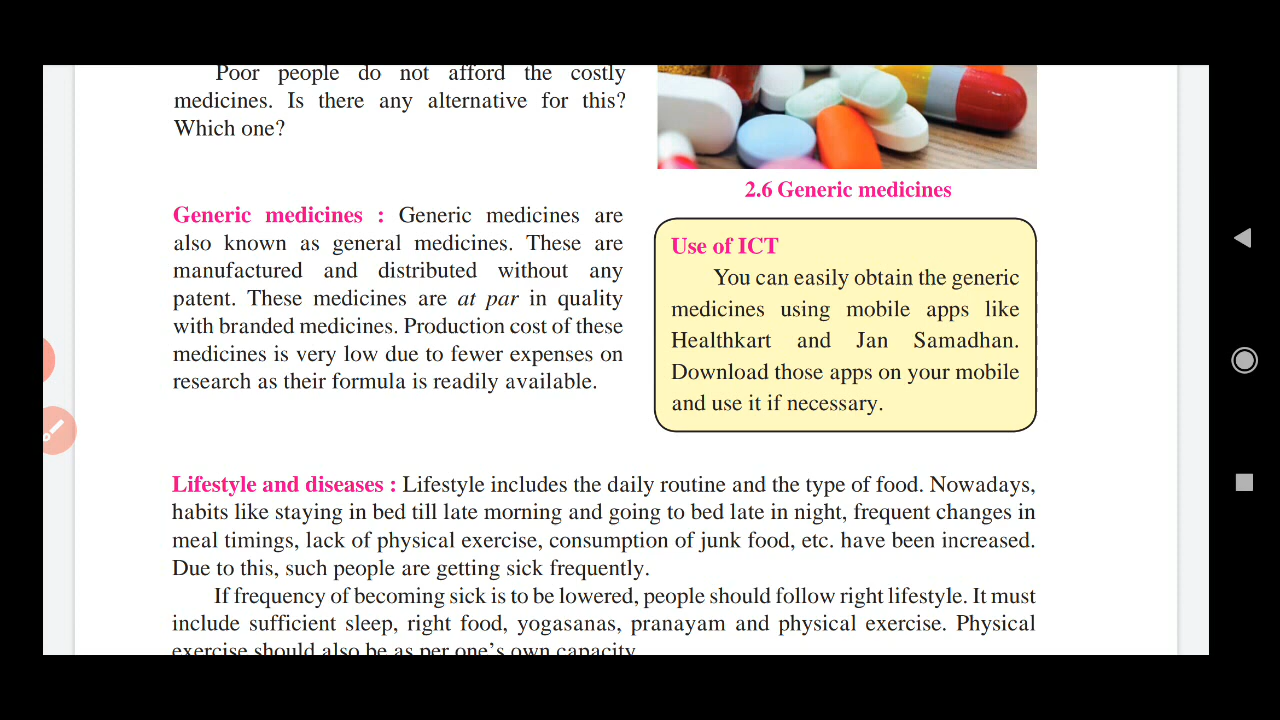 Poor people do not afford the costly
medicines. Is there any alternative for this?
Which one?
2.6 Generic medicines
Generic medicines : Generic medicines are
also known as general medicines. These are
manufactured and distributed without any
patent. These medicines are at par in quality
with branded medicines. Production cost of these
medicines is very low due to fewer expenses on
research as their formula is readily available.
Use of ICT
You can easily obtain the generic
medicines using mobile apps like
Healthkart and Jan Samadhan.
Download those apps on your mobile
and use it if necessary.
Lifestyle and diseases : Lifestyle includes the daily routine and the type of food. Nowadays,
habits like staying in bed till late morning and going to bed late in night, frequent changes in
meal timings, lack of physical exercise, consumption of junk food, etc. have been increased.
Due to this, such people are getting sick frequently.
If frequency of becoming sick is to be lowered, people should follow right lifestyle. It must
include sufficient sleep, right food, yogasanas, pranayam and physical exercise. Physical
exercise should also be as per one's own capacity.